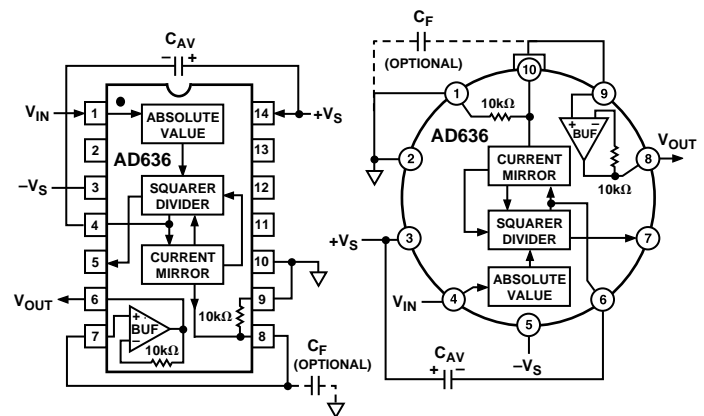 C_AV
− +
V_IN
1
2
−V_S
3
4
5
V_OUT
6
7
14
+V_S
13
12
11
10
9
8
ABSOLUTE
VALUE
AD636
SQUARER
DIVIDER
CURRENT
MIRROR
10kΩ
+
BUF
−
10kΩ
C_F
(OPTIONAL)
C_F
(OPTIONAL)
10
1
9
10kΩ
+ −
BUF
V_OUT
8
10kΩ
2
AD636
CURRENT
MIRROR
+V_S
3
SQUARER
DIVIDER
7
V_IN
4
ABSOLUTE
VALUE
6
5
−V_S
+ −
C_AV